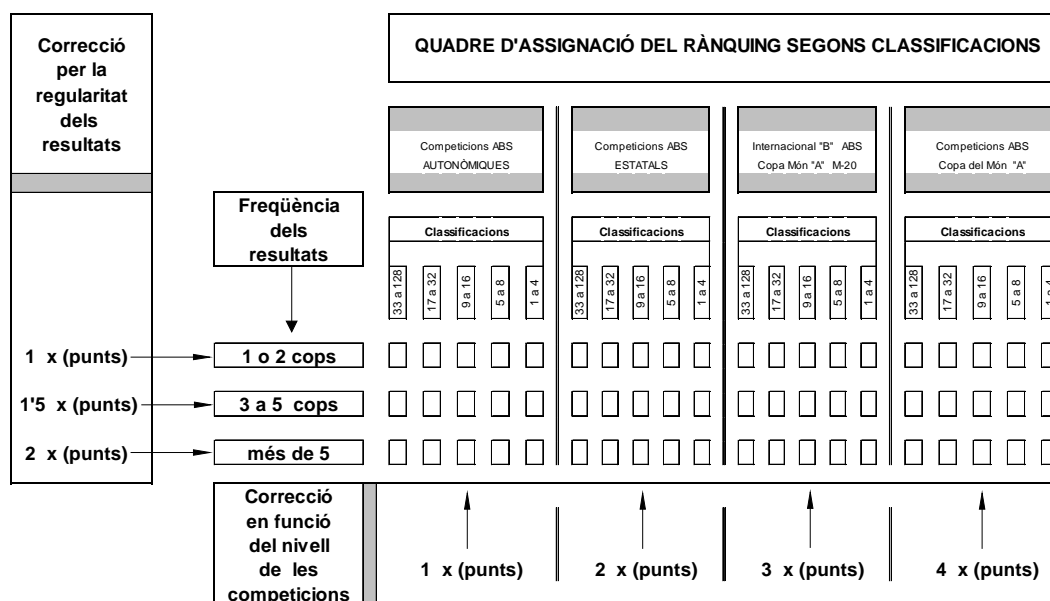 Correcció
per la
regularitat
dels
resultats
QUADRE D'ASSIGNACIÓ DEL RÀNQUING SEGONS CLASSIFICACIONS
Competicions ABS
AUTONÒMIQUES
Competicions ABS
ESTATALS
Internacional "B" ABS
Copa Món "A" M-20
Competicions ABS
Copa del Món "A"
Freqüència
dels
resultats
Classificacions
Classificacions
Classificacions
Classificacions
33 a 128
17 a 32
9 a 16
5 a 8
1 a 4
33 a 128
17 a 32
9 a 16
5 a 8
1 a 4
33 a 128
17 a 32
9 a 16
5 a 8
1 a 4
33 a 128
17 a 32
9 a 16
5 a 8
1 a 4
1 x (punts)
1 o 2 cops
1'5 x (punts)
3 a 5 cops
2 x (punts)
més de 5
Correcció
en funció
del nivell
de les
competicions
1 x (punts)
2 x (punts)
3 x (punts)
4 x (punts)